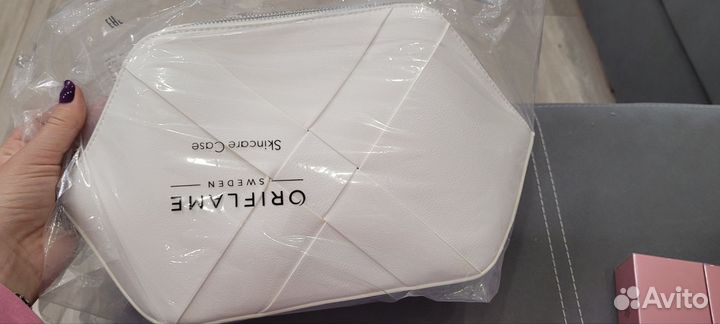 ORIFLAME
SWEDEN
Skincare Case
Avito